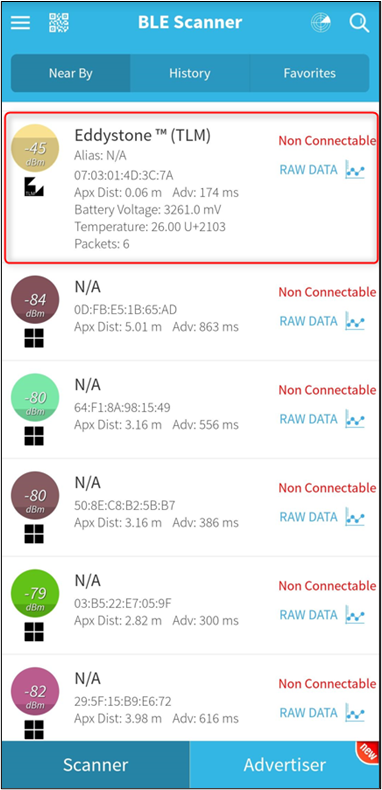 BLE Scanner
Near By
History
Favorites
-45
dBm
TLM
Eddystone ™ (TLM)
Alias: N/A
07:03:01:4D:3C:7A
Apx Dist: 0.06 m Adv: 174 ms
Battery Voltage: 3261.0 mV
Temperature: 26.00 U+2103
Packets: 6
Non Connectable
RAW DATA
-84
dBm
N/A
0D:FB:E5:1B:65:AD
Apx Dist: 5.01 m Adv: 863 ms
Non Connectable
RAW DATA
-80
dBm
N/A
64:F1:8A:98:15:49
Apx Dist: 3.16 m Adv: 556 ms
Non Connectable
RAW DATA
-80
dBm
N/A
50:8E:C8:B2:5B:B7
Apx Dist: 3.16 m Adv: 386 ms
Non Connectable
RAW DATA
-79
dBm
N/A
03:B5:22:E7:05:9F
Apx Dist: 2.82 m Adv: 300 ms
Non Connectable
RAW DATA
-82
dBm
N/A
29:5F:15:B9:E6:72
Apx Dist: 3.98 m Adv: 616 ms
Non Connectable
RAW DATA
Scanner
Advertiser
new